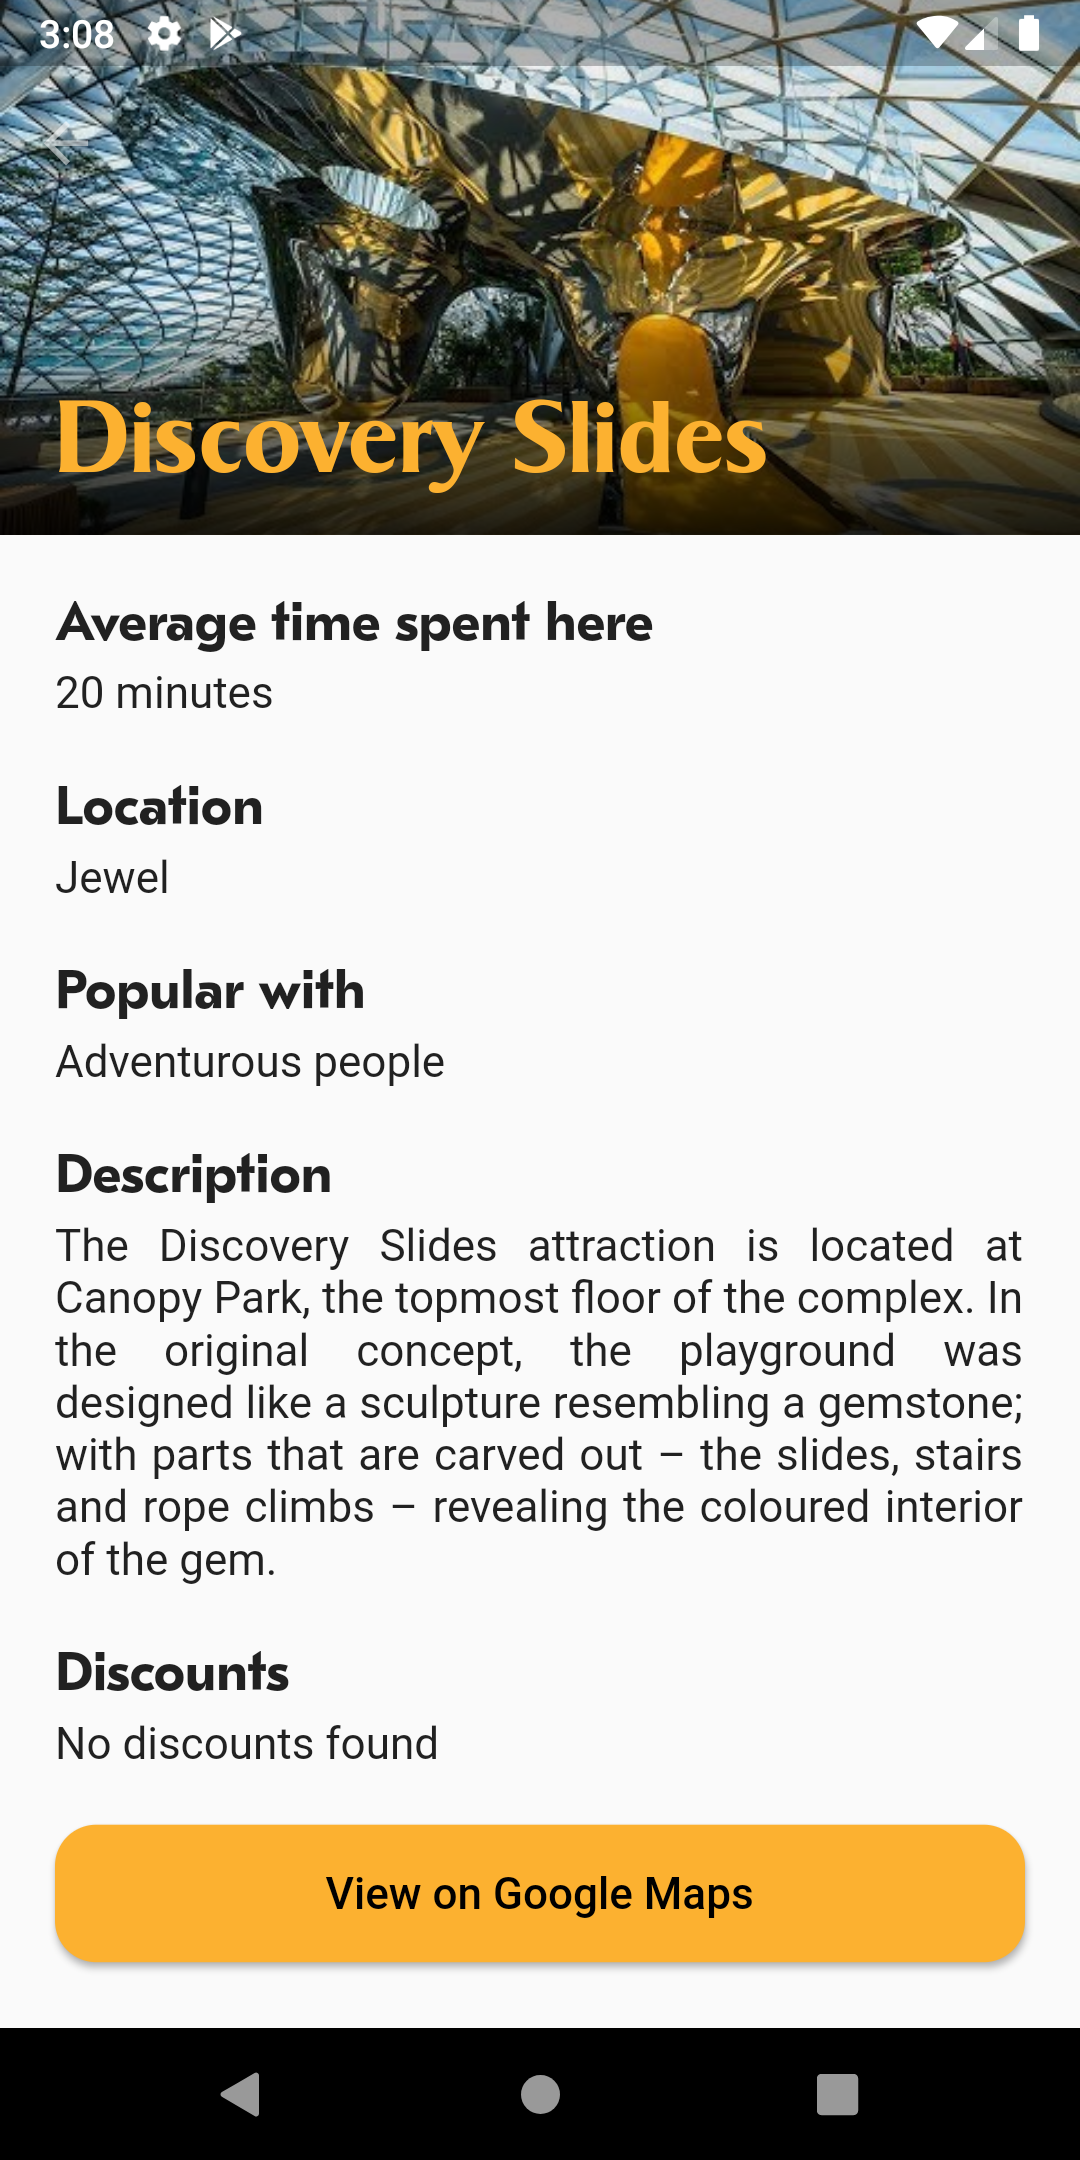 3:08
Discovery Slides
Average time spent here
20 minutes
Location
Jewel
Popular with
Adventurous people
Description
The Discovery Slides attraction is located at
Canopy Park, the topmost floor of the complex. In
the original concept, the playground was
designed like a sculpture resembling a gemstone;
with parts that are carved out – the slides, stairs
and rope climbs – revealing the coloured interior
of the gem.
Discounts
No discounts found
View on Google Maps